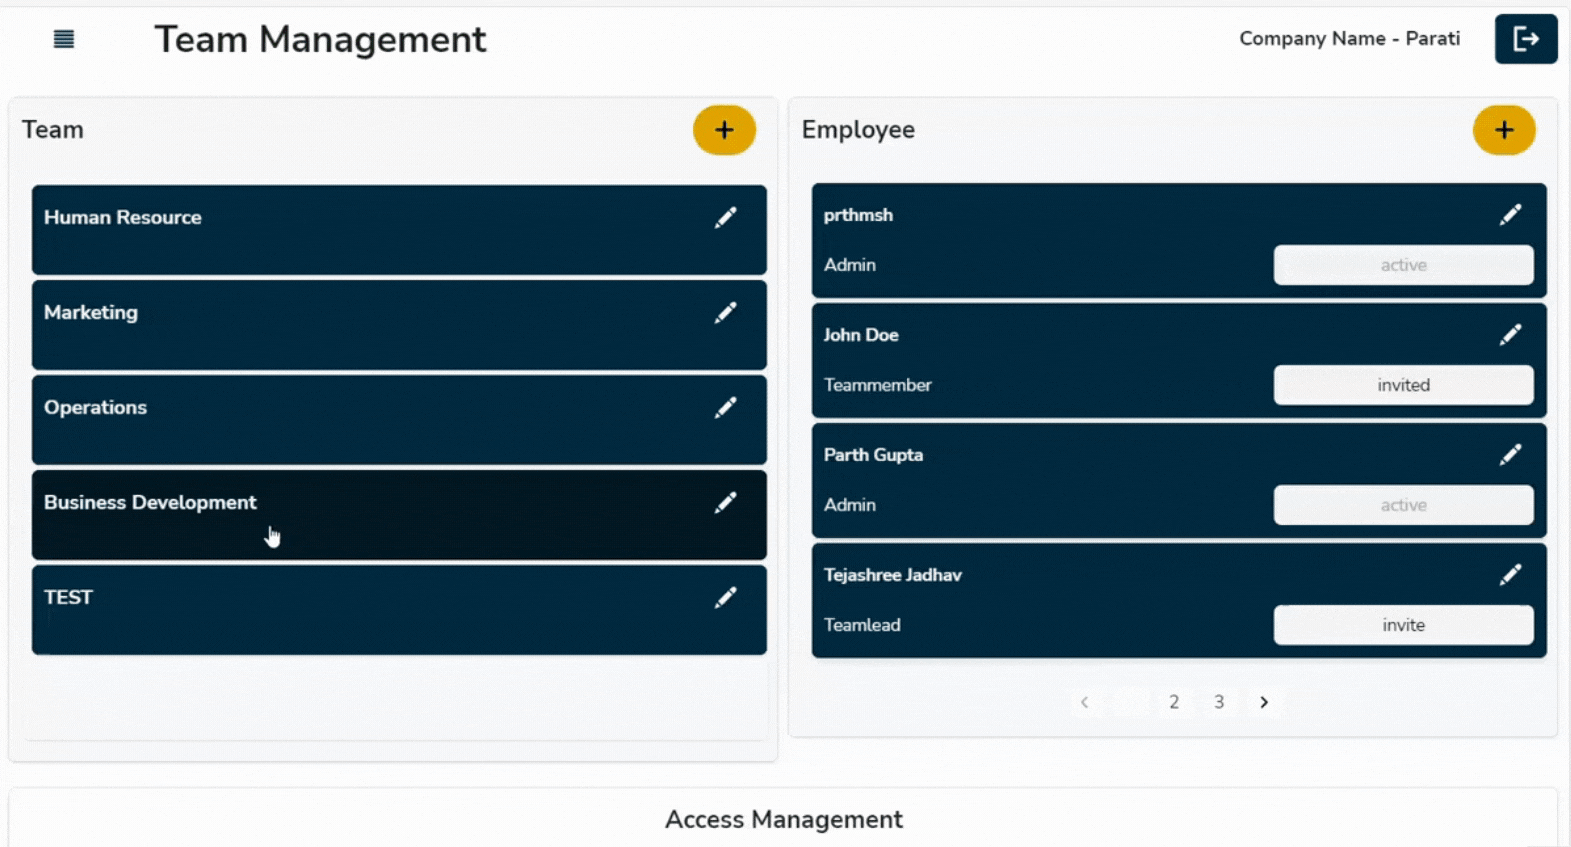 Team Management
Company Name - Parati
Team
+
Human Resource
Marketing
Operations
Business Development
TEST
Employee
+
prthmsh
Admin
active
John Doe
Teammember
invited
Parth Gupta
Admin
active
Tejashree Jadhav
Teamlead
invite
2 3
Access Management